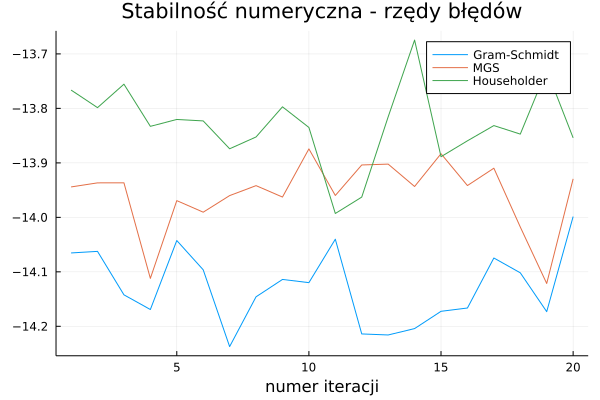 Stabilność numeryczna - rzędy błędów
Gram-Schmidt
MGS
Householder
−13.7
−13.8
−13.9
−14.0
−14.1
−14.2
5
10
15
20
numer iteracji